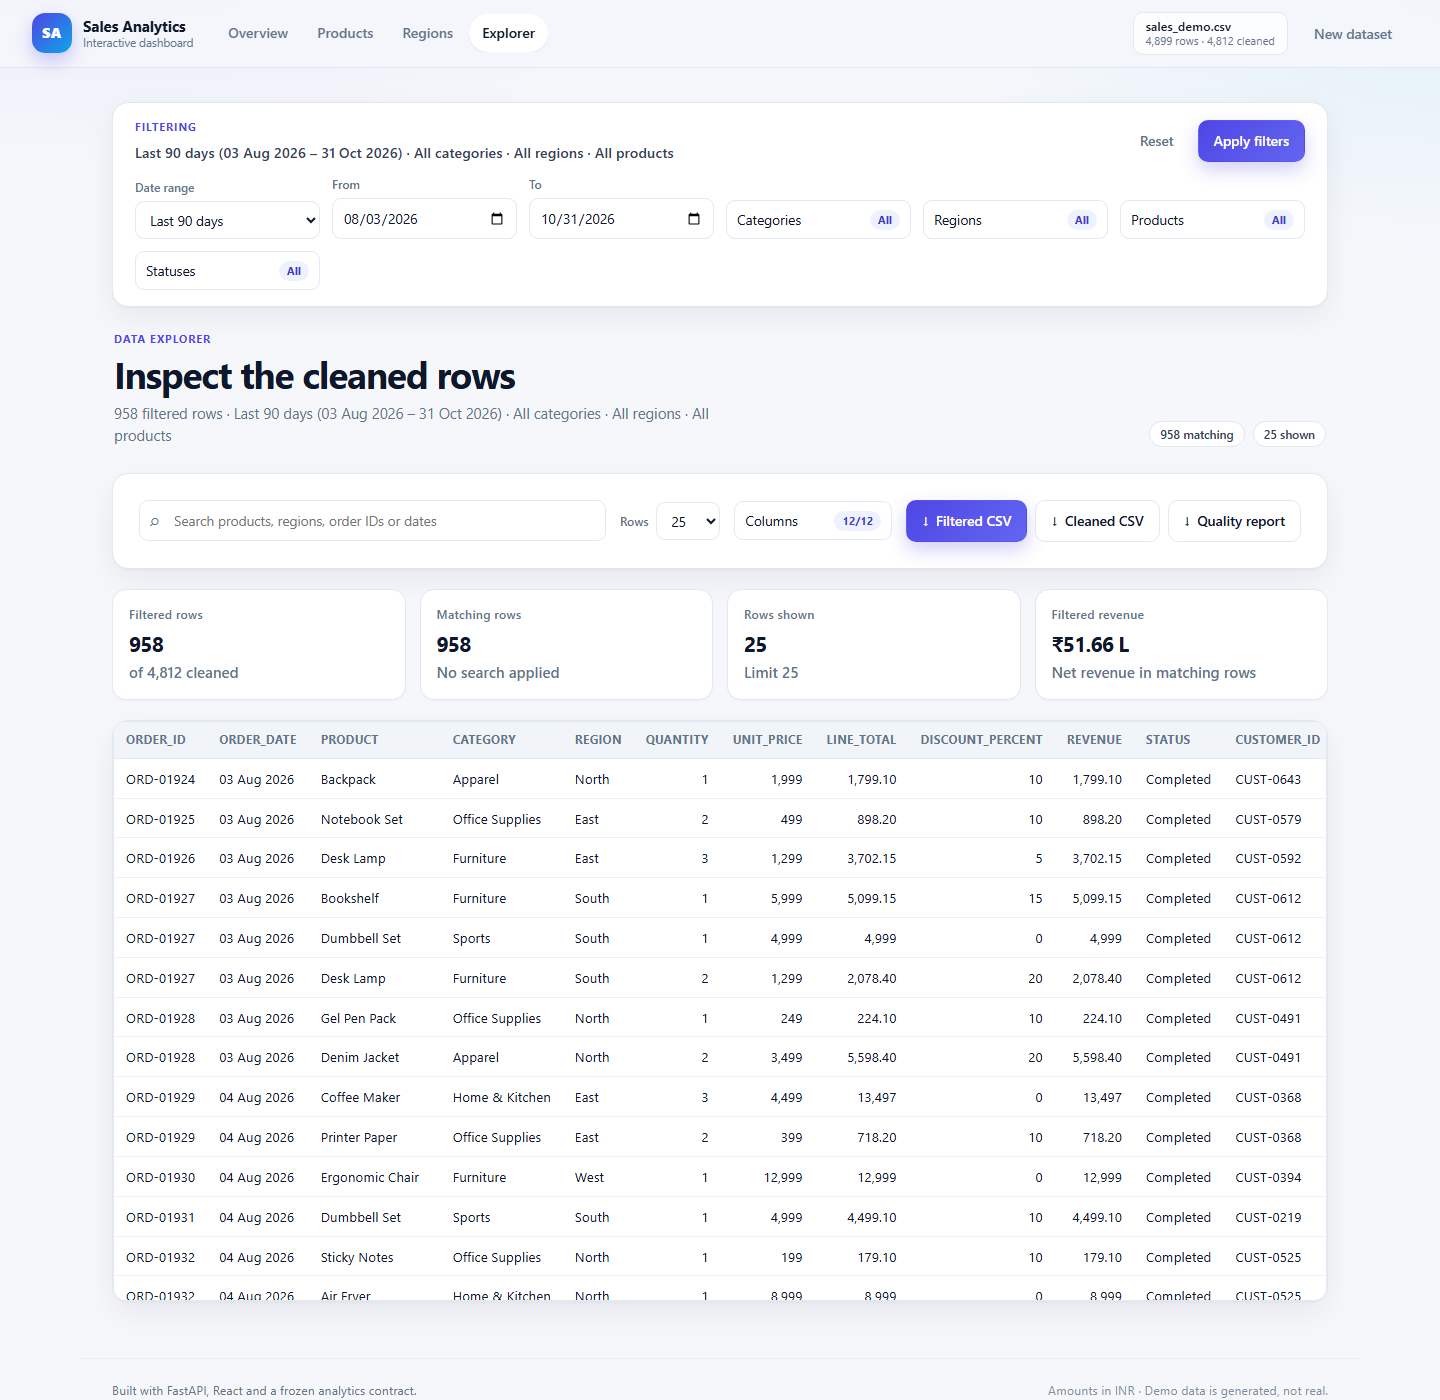 SA
Sales Analytics
Interactive dashboard
Overview Products Regions Explorer
sales_demo.csv
4,899 rows · 4,812 cleaned
New dataset
FILTERING
Last 90 days (03 Aug 2026 – 31 Oct 2026) · All categories · All regions · All products
Reset Apply filters
Date range From To
Last 90 days 08/03/2026 10/31/2026 Categories All Regions All Products All
Statuses All
DATA EXPLORER
Inspect the cleaned rows
958 filtered rows · Last 90 days (03 Aug 2026 – 31 Oct 2026) · All categories · All regions · All
products
958 matching 25 shown
⌕ Search products, regions, order IDs or dates Rows 25 Columns 12/12 ↓ Filtered CSV ↓ Cleaned CSV ↓ Quality report
Filtered rows Matching rows Rows shown Filtered revenue
958 958 25 ₹51.66 L
of 4,812 cleaned No search applied Limit 25 Net revenue in matching rows
ORDER_ID ORDER_DATE PRODUCT CATEGORY REGION QUANTITY UNIT_PRICE LINE_TOTAL DISCOUNT_PERCENT REVENUE STATUS CUSTOMER_ID
ORD-01924 03 Aug 2026 Backpack Apparel North 1 1,999 1,799.10 10 1,799.10 Completed CUST-0643
ORD-01925 03 Aug 2026 Notebook Set Office Supplies East 2 499 898.20 10 898.20 Completed CUST-0579
ORD-01926 03 Aug 2026 Desk Lamp Furniture East 3 1,299 3,702.15 5 3,702.15 Completed CUST-0592
ORD-01927 03 Aug 2026 Bookshelf Furniture South 1 5,999 5,099.15 15 5,099.15 Completed CUST-0612
ORD-01927 03 Aug 2026 Dumbbell Set Sports South 1 4,999 4,999 0 4,999 Completed CUST-0612
ORD-01927 03 Aug 2026 Desk Lamp Furniture South 2 1,299 2,078.40 20 2,078.40 Completed CUST-0612
ORD-01928 03 Aug 2026 Gel Pen Pack Office Supplies North 1 249 224.10 10 224.10 Completed CUST-0491
ORD-01928 03 Aug 2026 Denim Jacket Apparel North 2 3,499 5,598.40 20 5,598.40 Completed CUST-0491
ORD-01929 04 Aug 2026 Coffee Maker Home & Kitchen East 3 4,499 13,497 0 13,497 Completed CUST-0368
ORD-01929 04 Aug 2026 Printer Paper Office Supplies East 2 399 718.20 10 718.20 Completed CUST-0368
ORD-01930 04 Aug 2026 Ergonomic Chair Furniture West 1 12,999 12,999 0 12,999 Completed CUST-0394
ORD-01931 04 Aug 2026 Dumbbell Set Sports South 1 4,999 4,499.10 10 4,499.10 Completed CUST-0219
ORD-01932 04 Aug 2026 Sticky Notes Office Supplies North 1 199 179.10 10 179.10 Completed CUST-0525
ORD-01932 04 Aug 2026 Air Fryer Home & Kitchen North 1 8,999 8,999 0 8,999 Completed CUST-0525
Built with FastAPI, React and a frozen analytics contract.
Amounts in INR · Demo data is generated, not real.